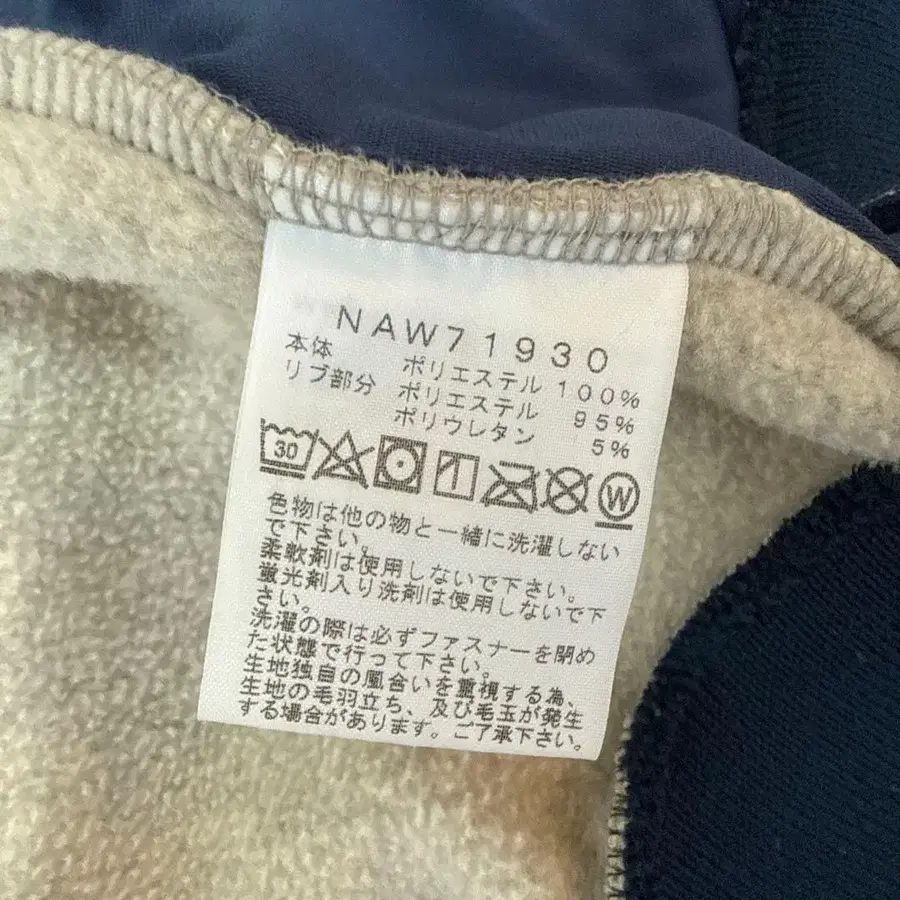 NAW71930
本体 ポリエステル 100%
リブ部分 ポリエステル 95%
ポリウレタン 5%
30 W
色物は他の物と一緒に洗濯しない
で下さい。
柔軟剤は使用しないで下さい。
蛍光剤入り洗剤は使用しないで下
さい。
洗濯の際は必ずファスナーを閉め
た状態で行って下さい。
生地独自の風合いを重視する為、
生地の毛羽立ち、及び毛玉が発生
する場合があります。ご了承下さい。